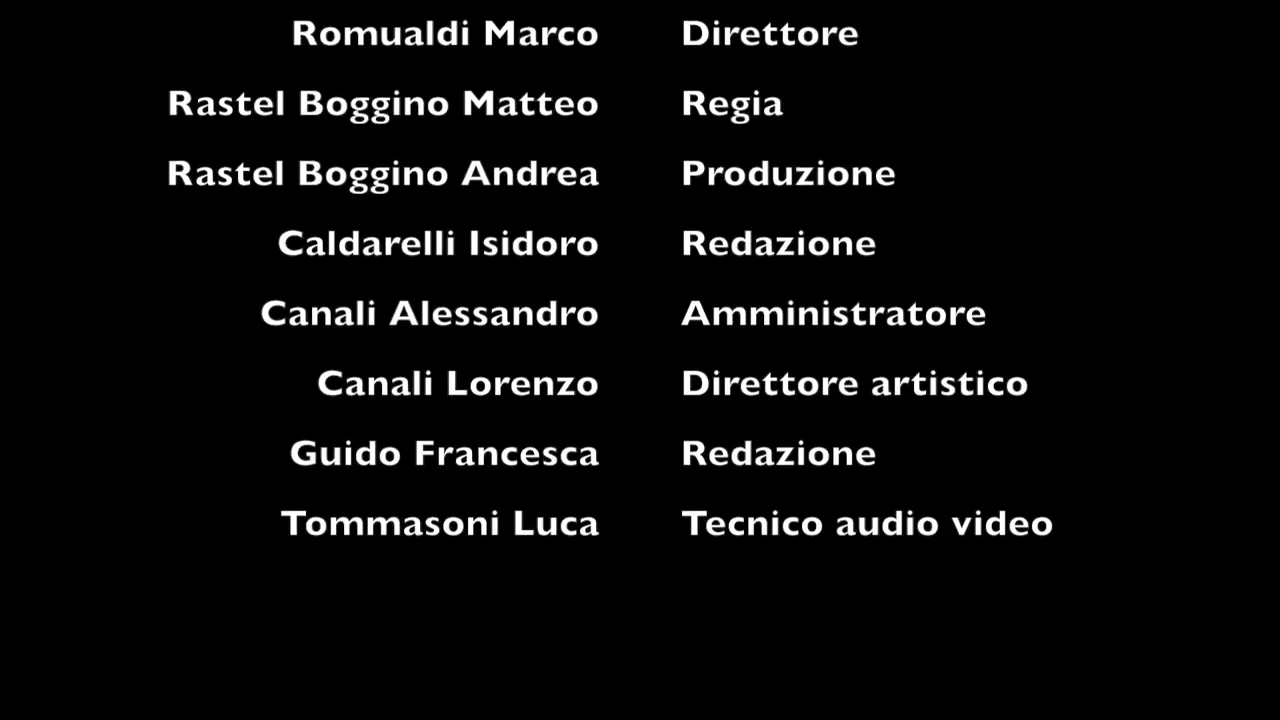 Romualdi Marco Direttore
Rastel Boggino Matteo Regia
Rastel Boggino Andrea Produzione
Caldarelli Isidoro Redazione
Canali Alessandro Amministratore
Canali Lorenzo Direttore artistico
Guido Francesca Redazione
Tommasoni Luca Tecnico audio video